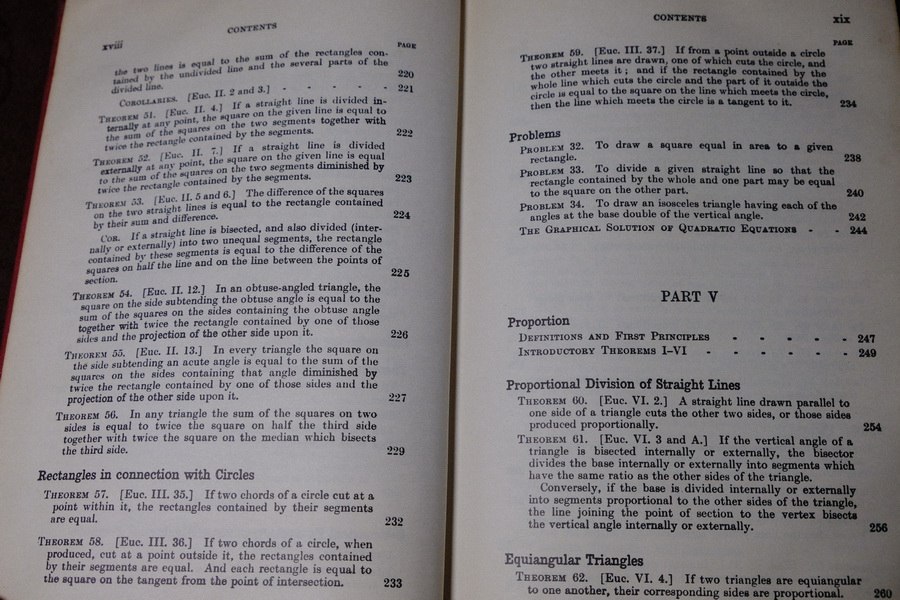 xviii
CONTENTS
PAGE
the two lines is equal to the sum of the rectangles con-
tained by the undivided line and the several parts of the
divided line. 220
COROLLARIES. [Euc. II. 2 and 3.] - - - - - 221
THEOREM 51. [Euc. II. 4.] If a straight line is divided in-
ternally at any point, the square on the given line is equal to
the sum of the squares on the two segments together with
twice the rectangle contained by the segments. 222
THEOREM 52. [Euc. II. 7.] If a straight line is divided
externally at any point, the square on the given line is equal
to the sum of the squares on the two segments diminished by
twice the rectangle contained by the segments. 223
THEOREM 53. [Euc. II. 5 and 6.] The difference of the squares
on the two straight lines is equal to the rectangle contained
by their sum and difference. 224
COR. If a straight line is bisected, and also divided (inter-
nally or externally) into two unequal segments, the rectangle
contained by these segments is equal to the difference of the
squares on half the line and on the line between the points of
section. 225
THEOREM 54. [Euc. II. 12.] In an obtuse-angled triangle, the
square on the side subtending the obtuse angle is equal to the
sum of the squares on the sides containing the obtuse angle
together with twice the rectangle contained by one of those
sides and the projection of the other side upon it. 226
THEOREM 55. [Euc. II. 13.] In every triangle the square on
the side subtending an acute angle is equal to the sum of the
squares on the sides containing that angle diminished by
twice the rectangle contained by one of those sides and the
projection of the other side upon it. 227
THEOREM 56. In any triangle the sum of the squares on two
sides is equal to twice the square on half the third side
together with twice the square on the median which bisects
the third side. 229
Rectangles in connection with Circles
THEOREM 57. [Euc. III. 35.] If two chords of a circle cut at a
point within it, the rectangles contained by their segments
are equal. 232
THEOREM 58. [Euc. III. 36.] If two chords of a circle, when
produced, cut at a point outside it, the rectangles contained
by their segments are equal. And each rectangle is equal to
the square on the tangent from the point of intersection. 233
CONTENTS
xix
PAGE
THEOREM 59. [Euc. III. 37.] If from a point outside a circle
two straight lines are drawn, one of which cuts the circle, and
the other meets it; and if the rectangle contained by the
whole line which cuts the circle and the part of it outside the
circle is equal to the square on the line which meets the circle,
then the line which meets the circle is a tangent to it. 234
Problems
PROBLEM 32. To draw a square equal in area to a given
rectangle. 238
PROBLEM 33. To divide a given straight line so that the
rectangle contained by the whole and one part may be equal
to the square on the other part. 240
PROBLEM 34. To draw an isosceles triangle having each of the
angles at the base double of the vertical angle. 242
THE GRAPHICAL SOLUTION OF QUADRATIC EQUATIONS - - 244
PART V
Proportion
DEFINITIONS AND FIRST PRINCIPLES - - - - - 247
INTRODUCTORY THEOREMS I-VI - - - - - - 249
Proportional Division of Straight Lines
THEOREM 60. [Euc. VI. 2.] A straight line drawn parallel to
one side of a triangle cuts the other two sides, or those sides
produced proportionally. 254
THEOREM 61. [Euc. VI. 3 and A.] If the vertical angle of a
triangle is bisected internally or externally, the bisector
divides the base internally or externally into segments which
have the same ratio as the other sides of the triangle.
Conversely, if the base is divided internally or externally
into segments proportional to the other sides of the triangle,
the line joining the point of section to the vertex bisects
the vertical angle internally or externally. 256
Equiangular Triangles
THEOREM 62. [Euc. VI. 4.] If two triangles are equiangular
to one another, their corresponding sides are proportional. 260